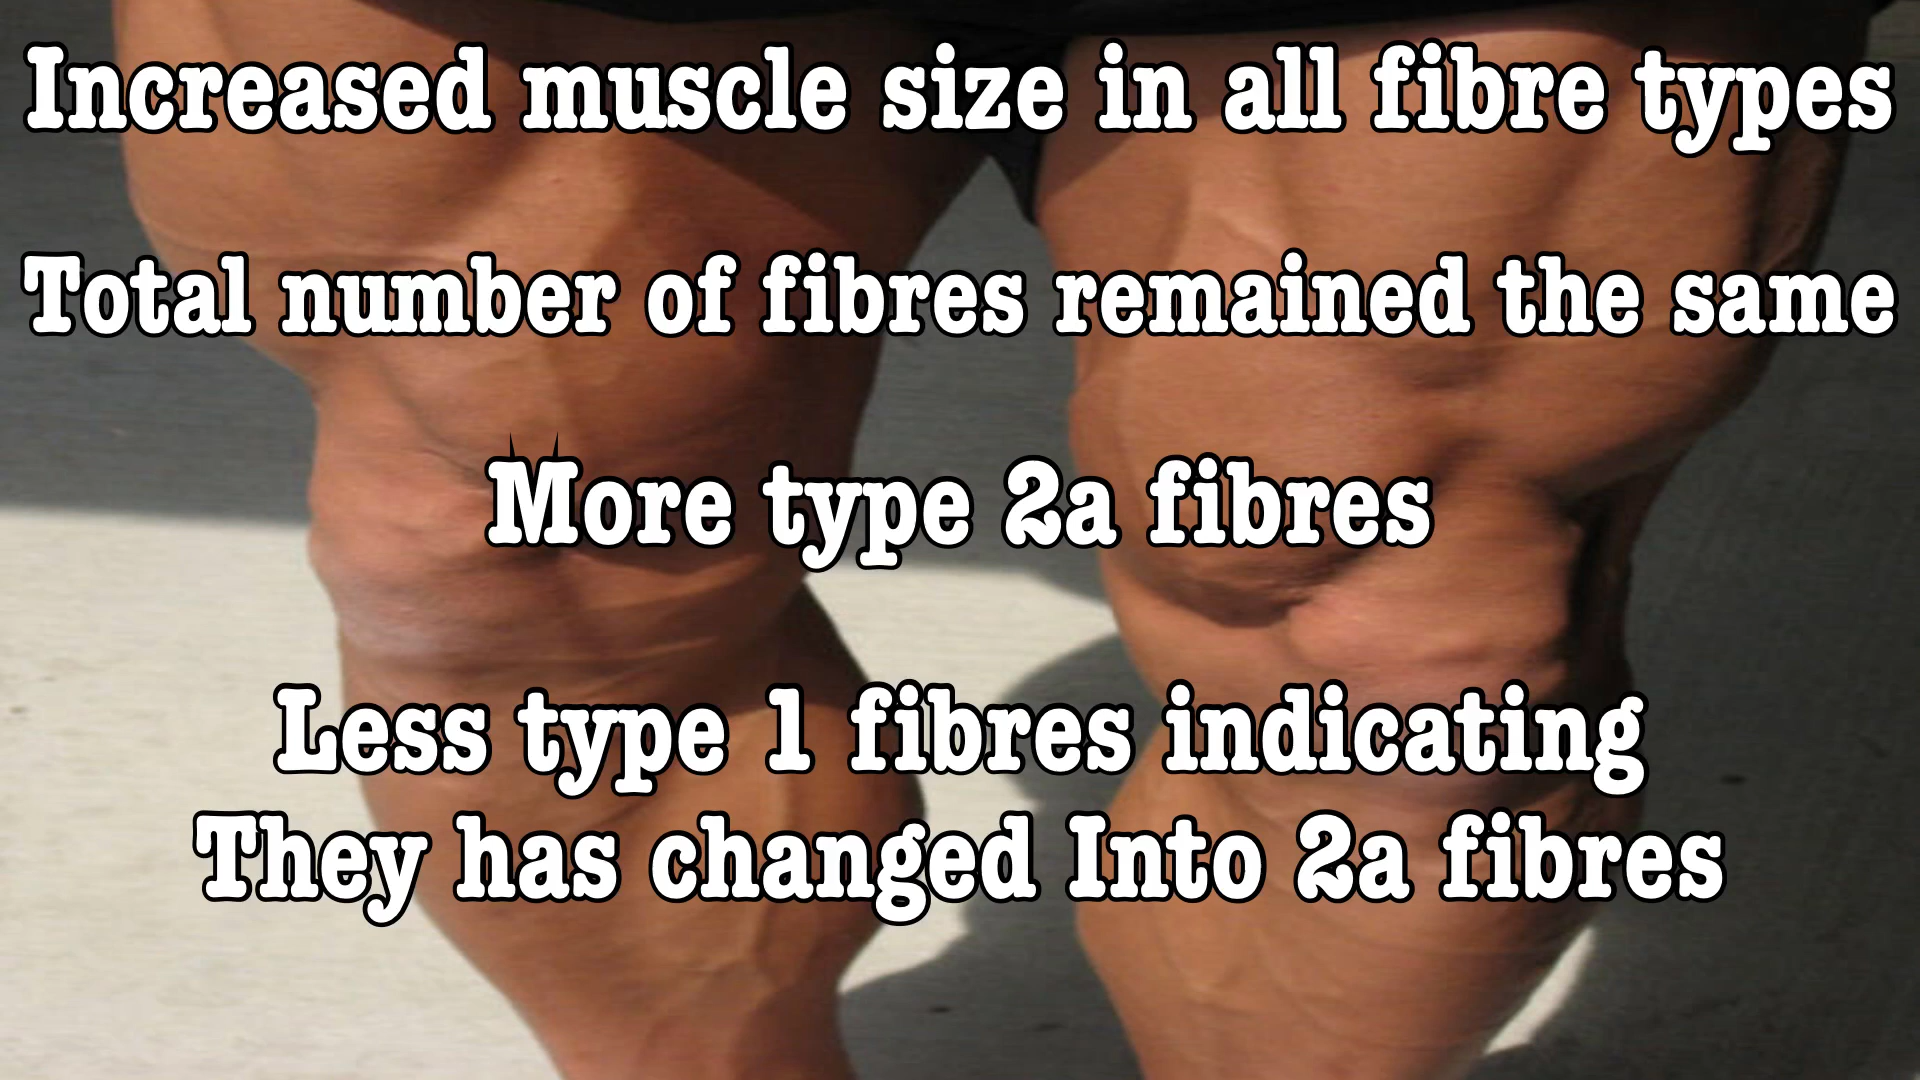 Increased muscle size in all fibre types
Total number of fibres remained the same
More type 2a fibres
Less type 1 fibres indicating
They has changed Into 2a fibres